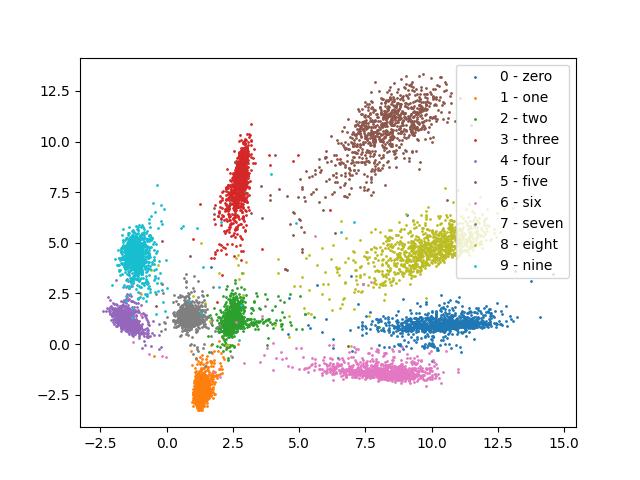 12.5
10.0
7.5
5.0
2.5
0.0
−2.5
−2.5 0.0 2.5 5.0 7.5 10.0 12.5 15.0
0 - zero
1 - one
2 - two
3 - three
4 - four
5 - five
6 - six
7 - seven
8 - eight
9 - nine